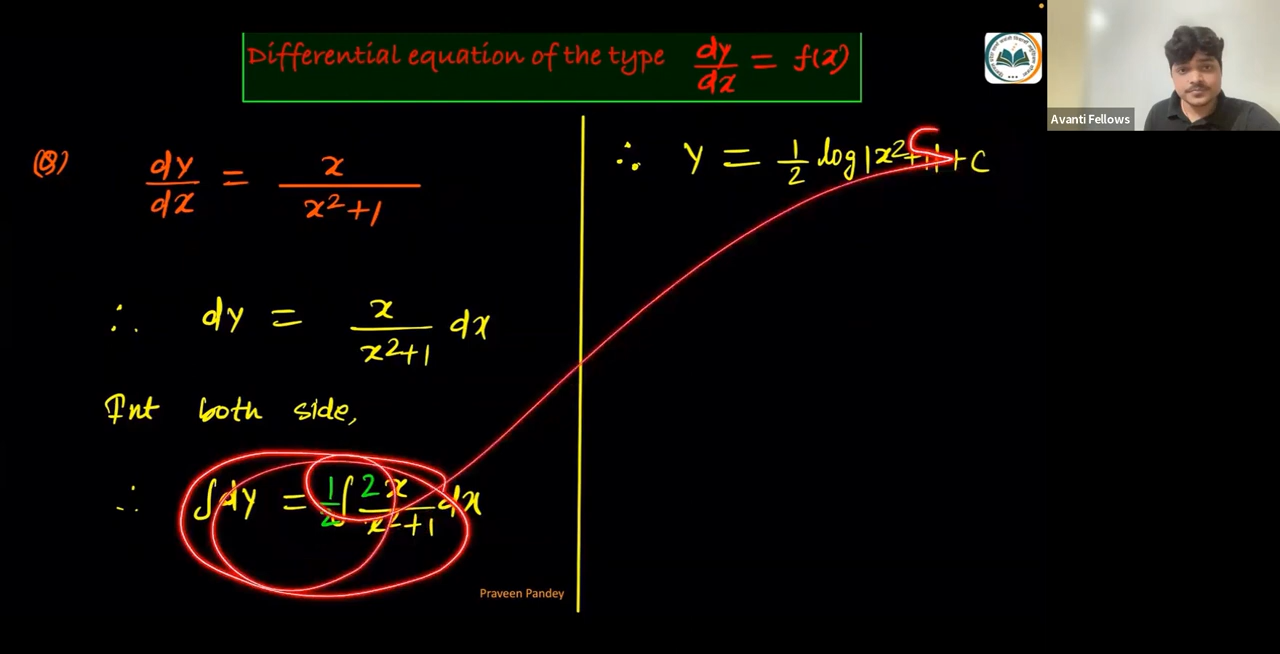 Differential equation of the type dy/dx = f(x)
Avanti Fellows
(Q) dy/dx = x/(x²+1)
∴ dy = x/(x²+1) dx
Int both side,
∴ ∫dy = 1/2 ∫ 2x/(x²+1) dx
Praveen Pandey
∴ y = 1/2 log|x²+1|+c